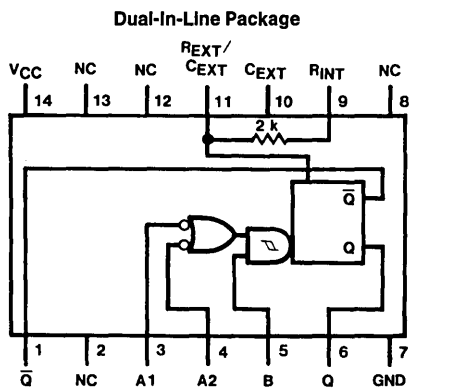 Dual-In-Line Package
REXT/
VCC NC NC CEXT CEXT RINT NC
14 13 12 11 10 9 8
2 k
Q̅
Q
1 2 3 4 5 6 7
Q̅ NC A1 A2 B Q GND